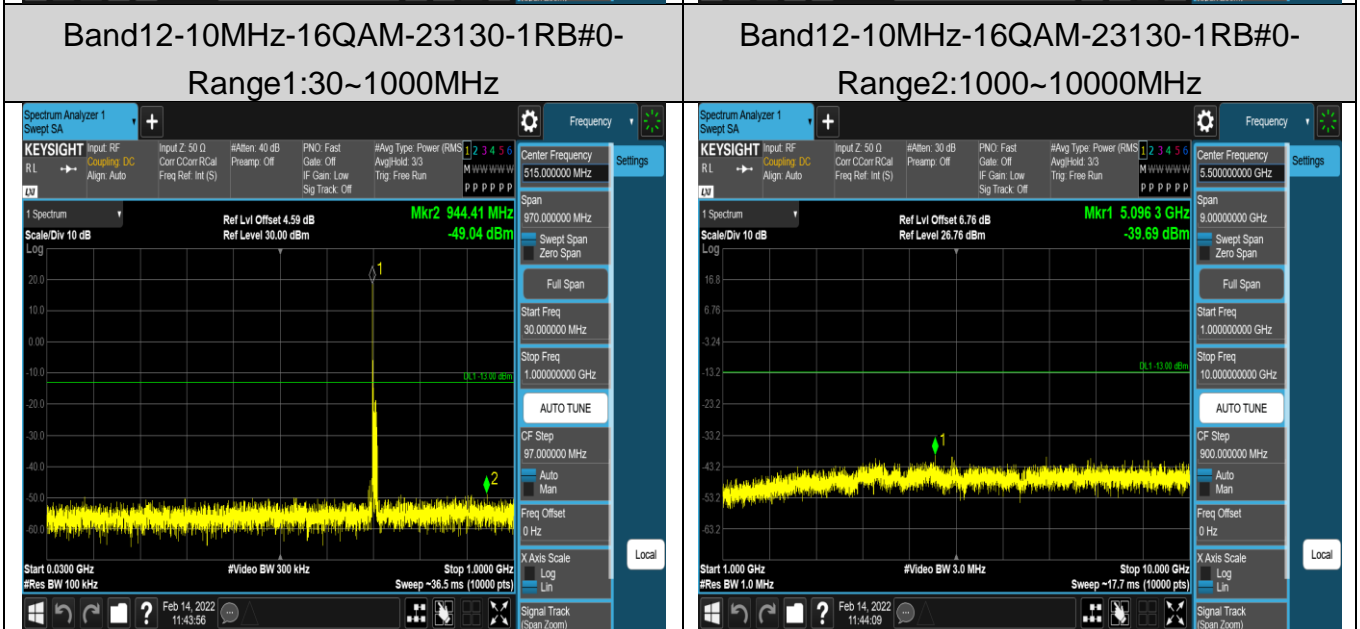 Band12-10MHz-16QAM-23130-1RB#0-
Range1:30~1000MHz
Band12-10MHz-16QAM-23130-1RB#0-
Range2:1000~10000MHz
Spectrum Analyzer 1
Swept SA
+
Frequency
KEYSIGHT
RL
LXI
Input: RF
Coupling: DC
Align: Auto
Input Z: 50 Ω
Corr CCorr RCal
Freq Ref: Int (S)
#Atten: 40 dB
Preamp: Off
PNO: Fast
Gate: Off
IF Gain: Low
Sig Track: Off
#Avg Type: Power (RMS
Avg|Hold: 3/3
Trig: Free Run
1 2 3 4 5 6
M W W W W W
P P P P P P
Center Frequency
515.000000 MHz
Settings
1 Spectrum
Scale/Div 10 dB
Log
Ref Lvl Offset 4.59 dB
Ref Level 30.00 dBm
Mkr2 944.41 MHz
-49.04 dBm
Span
970.000000 MHz
Swept Span
Zero Span
Full Span
Start Freq
30.000000 MHz
Stop Freq
1.000000000 GHz
AUTO TUNE
CF Step
97.000000 MHz
Auto
Man
Freq Offset
0 Hz
X Axis Scale
Log
Lin
Signal Track
(Span Zoom)
Local
20.0
10.0
0.00
-10.0
-20.0
-30.0
-40.0
-50.0
-60.0
1
DL1 -13.00 dBm
2
Start 0.0300 GHz
#Res BW 100 kHz
#Video BW 300 kHz
Stop 1.0000 GHz
Sweep ~36.5 ms (10000 pts)
?
Feb 14, 2022
11:43:56
Spectrum Analyzer 1
Swept SA
+
Frequency
KEYSIGHT
RL
LXI
Input: RF
Coupling: DC
Align: Auto
Input Z: 50 Ω
Corr CCorr RCal
Freq Ref: Int (S)
#Atten: 30 dB
Preamp: Off
PNO: Fast
Gate: Off
IF Gain: Low
Sig Track: Off
#Avg Type: Power (RMS
Avg|Hold: 3/3
Trig: Free Run
1 2 3 4 5 6
M W W W W W
P P P P P P
Center Frequency
5.500000000 GHz
Settings
1 Spectrum
Scale/Div 10 dB
Log
Ref Lvl Offset 6.76 dB
Ref Level 26.76 dBm
Mkr1 5.096 3 GHz
-39.69 dBm
Span
9.00000000 GHz
Swept Span
Zero Span
Full Span
Start Freq
1.000000000 GHz
Stop Freq
10.000000000 GHz
AUTO TUNE
CF Step
900.000000 MHz
Auto
Man
Freq Offset
0 Hz
X Axis Scale
Log
Lin
Signal Track
(Span Zoom)
Local
16.8
6.76
-3.24
-13.2
-23.2
-33.2
-43.2
-53.2
-63.2
DL1 -13.00 dBm
1
Start 1.000 GHz
#Res BW 1.0 MHz
#Video BW 3.0 MHz
Stop 10.000 GHz
Sweep ~17.7 ms (10000 pts)
?
Feb 14, 2022
11:44:09